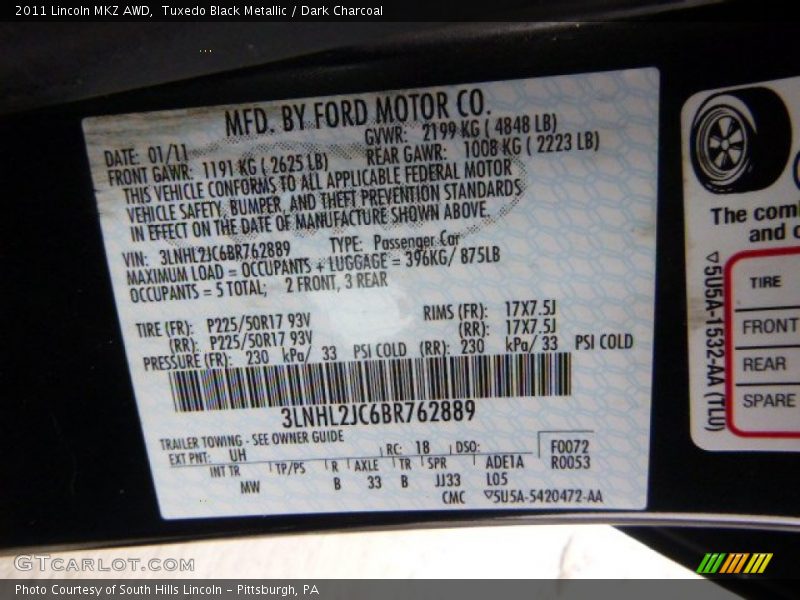 2011 Lincoln MKZ AWD,  Tuxedo Black Metallic / Dark Charcoal
MFD. BY FORD MOTOR CO.
DATE: 01/11 GVWR: 2199 KG ( 4848 LB)
FRONT GAWR: 1191 KG ( 2625 LB) REAR GAWR: 1008 KG ( 2223 LB)
THIS VEHICLE CONFORMS TO ALL APPLICABLE FEDERAL MOTOR
VEHICLE SAFETY, BUMPER, AND THEFT PREVENTION STANDARDS
IN EFFECT ON THE DATE OF MANUFACTURE SHOWN ABOVE.
VIN: 3LNHL2JC6BR762889 TYPE: Passenger Car
MAXIMUM LOAD = OCCUPANTS + LUGGAGE = 396KG/ 875LB
OCCUPANTS = 5 TOTAL; 2 FRONT, 3 REAR
TIRE (FR): P225/50R17 93V RIMS (FR): 17X7.5J
(RR): P225/50R17 93V (RR): 17X7.5J
PRESSURE (FR): 230 kPa/ 33 PSI COLD (RR): 230 kPa/ 33 PSI COLD
3LNHL2JC6BR762889
TRAILER TOWING - SEE OWNER GUIDE
EXT PNT: UH RC: 18 DSO: F0072
INT TR TP/PS R AXLE TR SPR ADE1A R0053
MW B 33 B JJ33 L05
CMC ▽5U5A-5420472-AA
The comb
and c
▽5U5A-1532-AA (TLU)
TIRE
FRONT
REAR
SPARE
GTCARLOT.COM
Photo Courtesy of South Hills Lincoln - Pittsburgh, PA